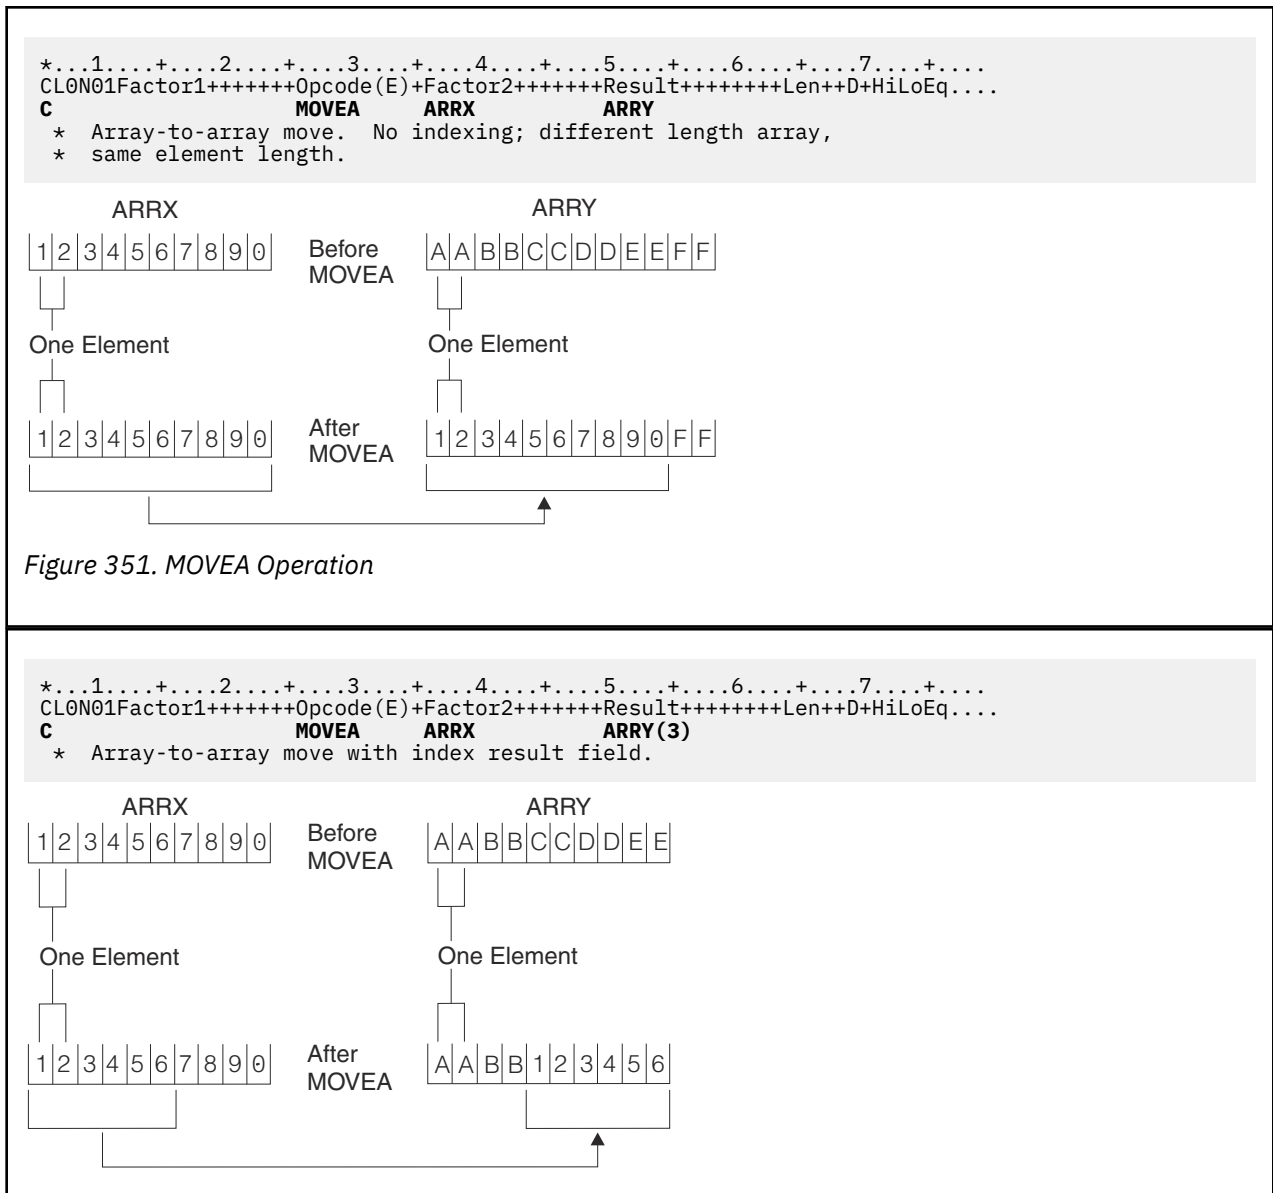 *...1....+....2....+....3....+....4....+....5....+....6....+....7....+....
CL0N01Factor1+++++++Opcode(E)+Factor2+++++++Result++++++++Len++D+HiLoEq....
C                   MOVEA     ARRX          ARRY
 *  Array-to-array move.  No indexing; different length array,
 *  same element length.
ARRX ARRY
1 2 3 4 5 6 7 8 9 0 Before A A B B C C D D E E F F
MOVEA
One Element One Element
1 2 3 4 5 6 7 8 9 0 After 1 2 3 4 5 6 7 8 9 0 F F
MOVEA
Figure 351. MOVEA Operation
*...1....+....2....+....3....+....4....+....5....+....6....+....7....+....
CL0N01Factor1+++++++Opcode(E)+Factor2+++++++Result++++++++Len++D+HiLoEq....
C                   MOVEA     ARRX          ARRY(3)
 *  Array-to-array move with index result field.
ARRX ARRY
1 2 3 4 5 6 7 8 9 0 Before A A B B C C D D E E
MOVEA
One Element One Element
1 2 3 4 5 6 7 8 9 0 After A A B B 1 2 3 4 5 6
MOVEA